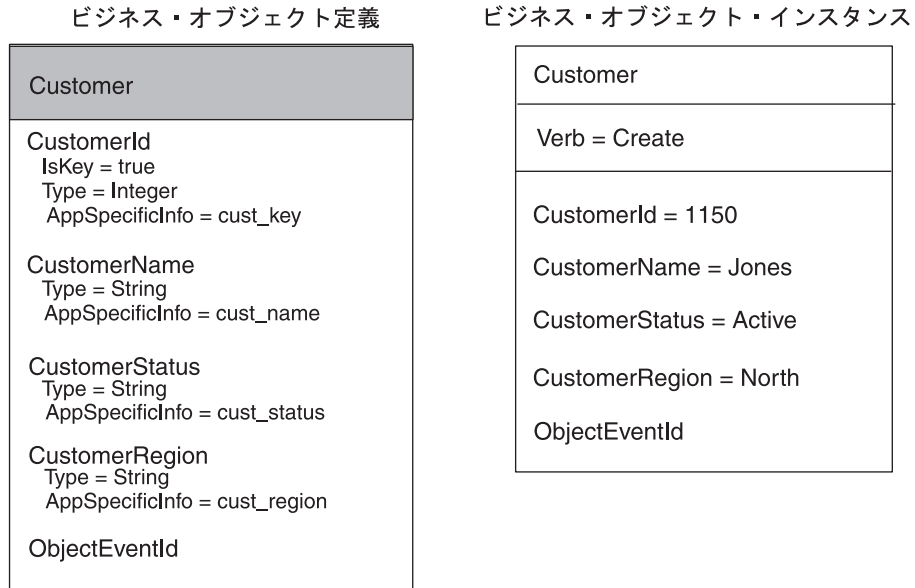 ビジネス・オブジェクト定義
Customer
CustomerId
IsKey = true
Type = Integer
AppSpecificInfo = cust_key
CustomerName
Type = String
AppSpecificInfo = cust_name
CustomerStatus
Type = String
AppSpecificInfo = cust_status
CustomerRegion
Type = String
AppSpecificInfo = cust_region
ObjectEventId
ビジネス・オブジェクト・インスタンス
Customer
Verb = Create
CustomerId = 1150
CustomerName = Jones
CustomerStatus = Active
CustomerRegion = North
ObjectEventId